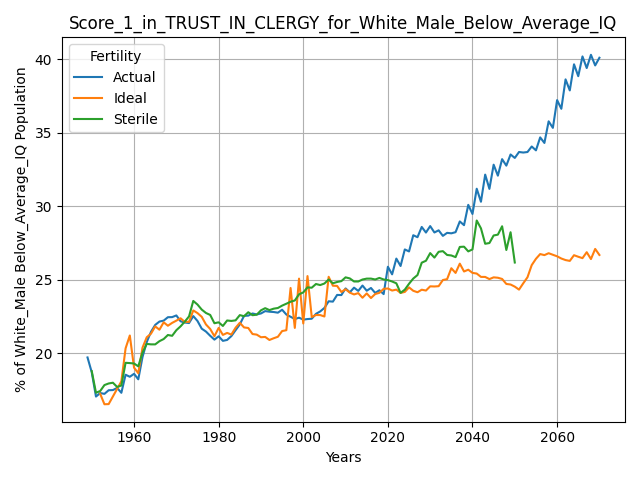 Score_1_in_TRUST_IN_CLERGY_for_White_Male_Below_Average_IQ
% of White_Male Below_Average_IQ Population
Fertility
Actual
Ideal
Sterile
40
35
30
25
20
1960
1980
2000
2020
2040
2060
Years